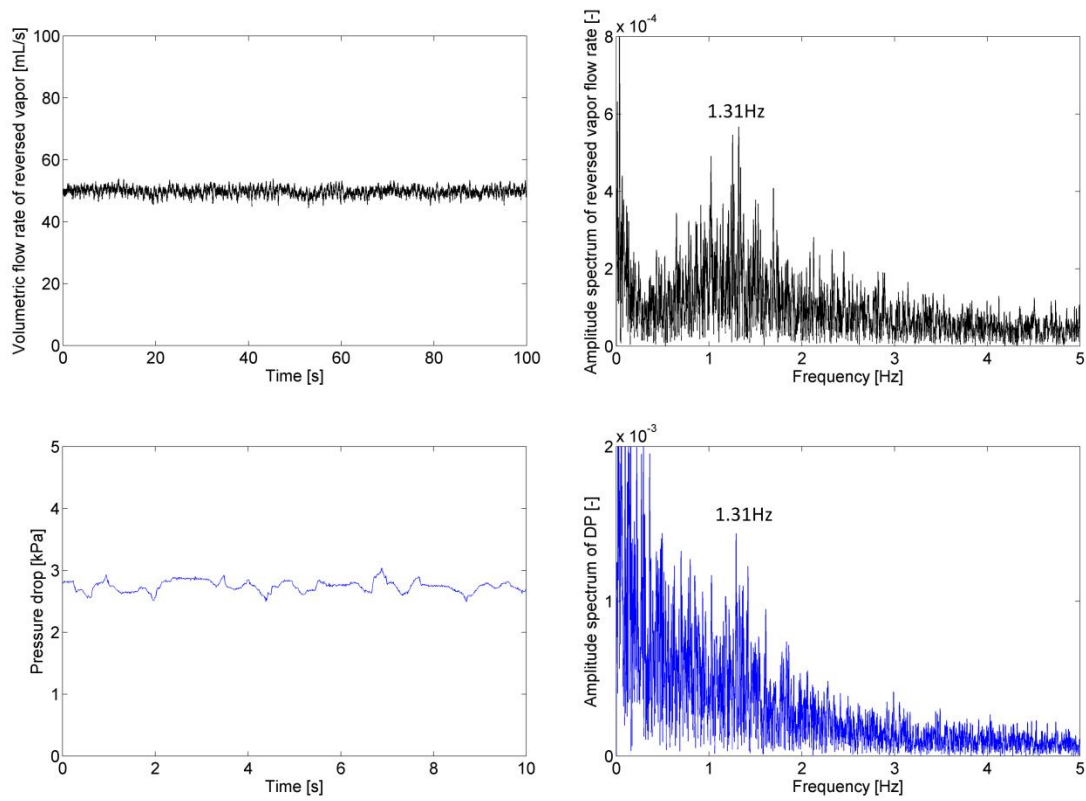 Volumetric flow rate of reversed vapor [mL/s]
100
80
60
40
20
0
0 20 40 60 80 100
Time [s]
Amplitude spectrum of reversed vapor flow rate [-]
x 10-4
8
6
4
2
0
1.31Hz
0 1 2 3 4 5
Frequency [Hz]
Pressure drop [kPa]
5
4
3
2
1
0
0 2 4 6 8 10
Time [s]
Amplitude spectrum of DP [-]
x 10-3
2
1
0
1.31Hz
0 1 2 3 4 5
Frequency [Hz]